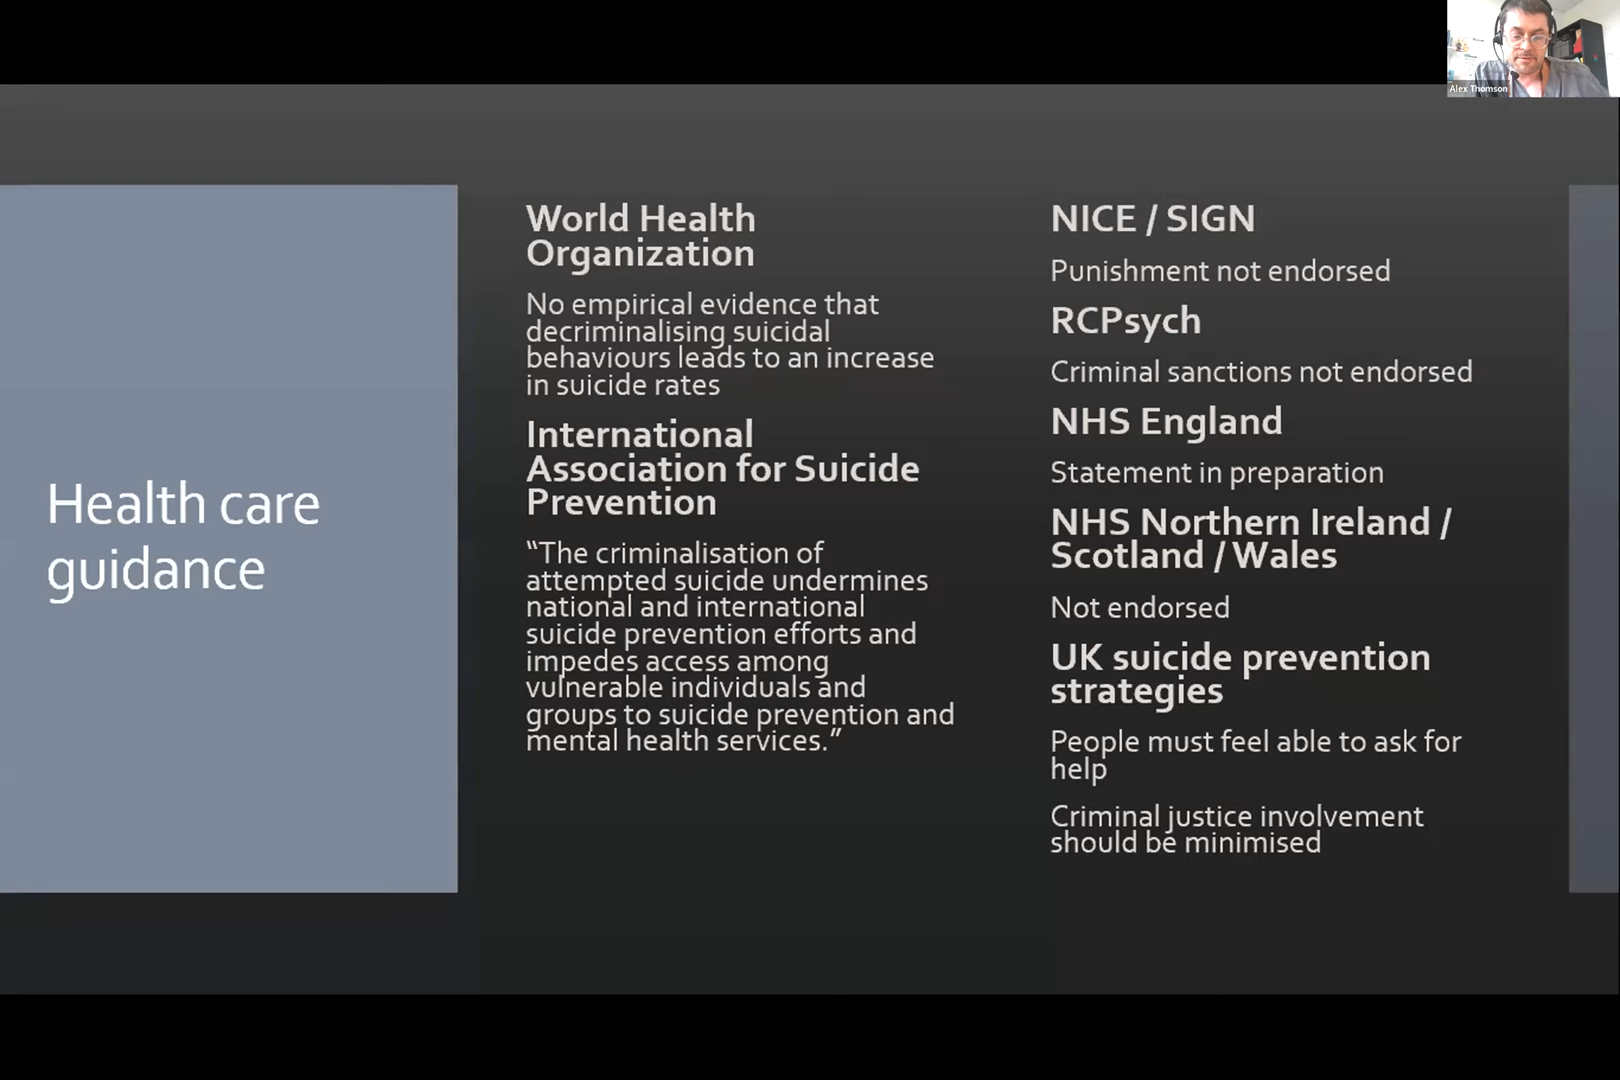 Alex Thomson
Health care
guidance
World Health
Organization
No empirical evidence that
decriminalising suicidal
behaviours leads to an increase
in suicide rates
International
Association for Suicide
Prevention
“The criminalisation of
attempted suicide undermines
national and international
suicide prevention efforts and
impedes access among
vulnerable individuals and
groups to suicide prevention and
mental health services.”
NICE / SIGN
Punishment not endorsed
RCPsych
Criminal sanctions not endorsed
NHS England
Statement in preparation
NHS Northern Ireland /
Scotland / Wales
Not endorsed
UK suicide prevention
strategies
People must feel able to ask for
help
Criminal justice involvement
should be minimised